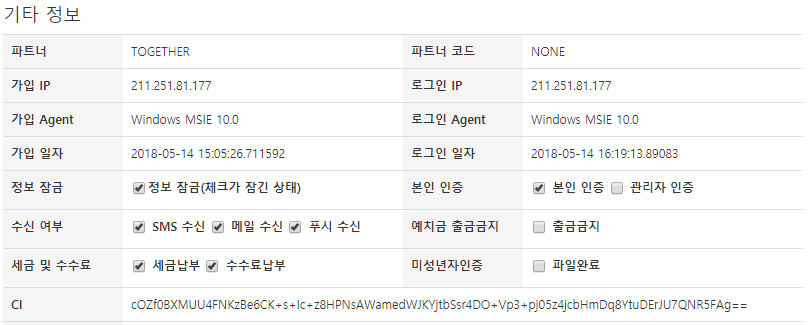 기타 정보
파트너 TOGETHER 파트너 코드 NONE
가입 IP 211.251.81.177 로그인 IP 211.251.81.177
가입 Agent Windows MSIE 10.0 로그인 Agent Windows MSIE 10.0
가입 일자 2018-05-14 15:05:26.711592 로그인 일자 2018-05-14 16:19:13.89083
정보 잠금 정보 잠금(체크가 잠긴 상태) 본인 인증 본인 인증 관리자 인증
수신 여부 SMS 수신 메일 수신 푸시 수신 예치금 출금금지 출금금지
세금 및 수수료 세금납부 수수료납부 미성년자인증 파일완료
CI cOZf0BXMUU4FNKzBe6CK+s+Ic+z8HPNsAWamedWJKYjtbSsr4DO+Vp3+pj05z4jcbHmDq8YtuDErJU7QNR5FAg==